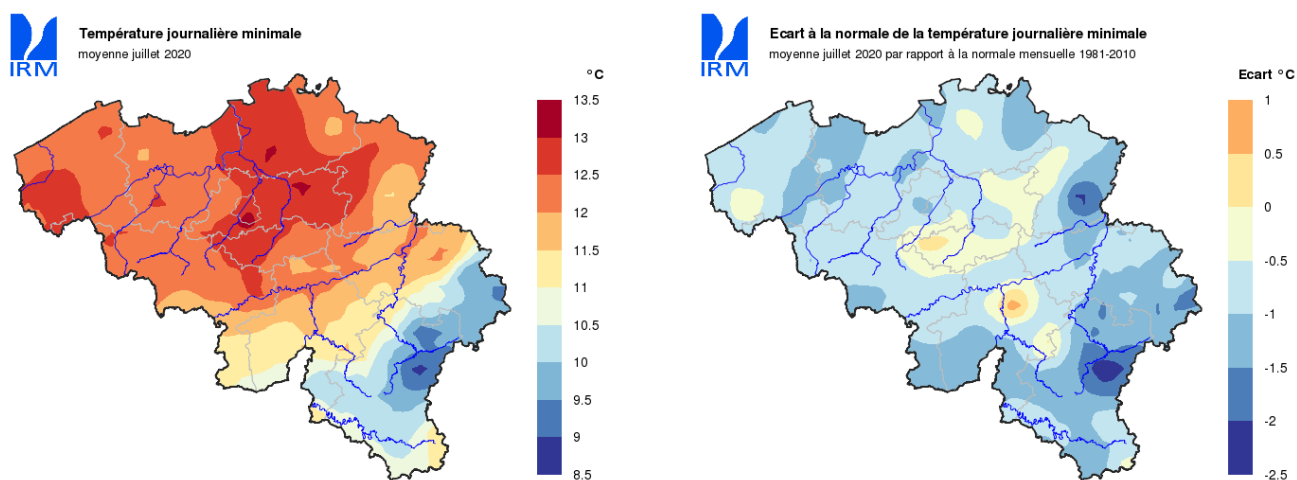 IRM
Température journalière minimale
moyenne juillet 2020
°C
13.5
13
12.5
12
11.5
11
10.5
10
9.5
9
8.5
IRM
Ecart à la normale de la température journalière minimale
moyenne juillet 2020 par rapport à la normale mensuelle 1981-2010
Ecart °C
1
0.5
0
-0.5
-1
-1.5
-2
-2.5